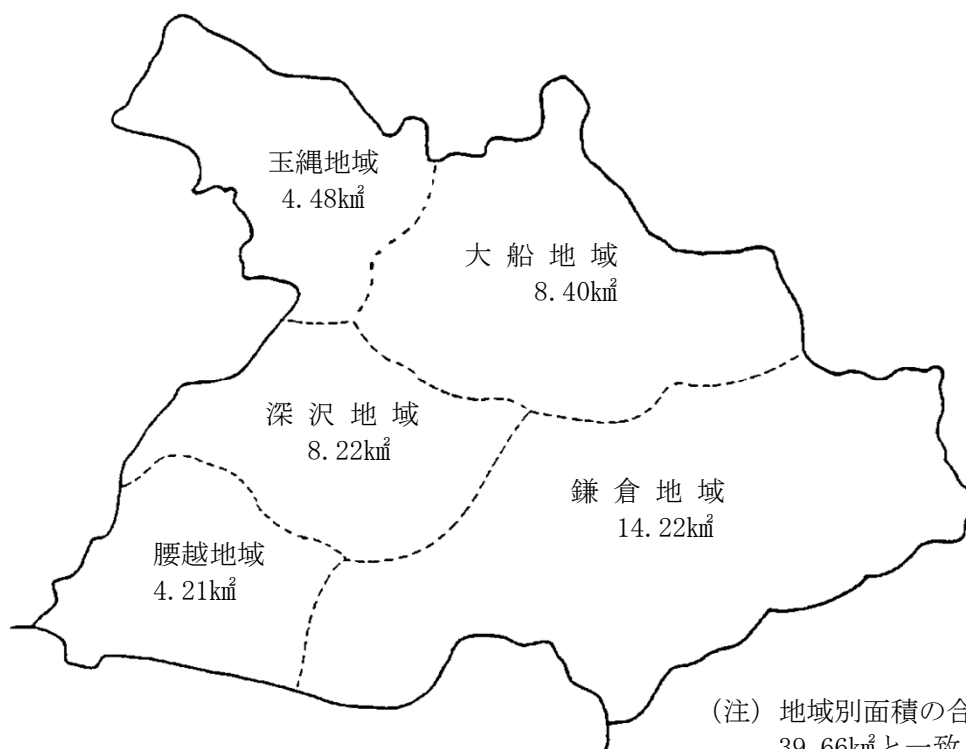 玉縄地域
4.48㎢
大船地域
8.40㎢
深沢地域
8.22㎢
鎌倉地域
14.22㎢
腰越地域
4.21㎢
(注) 地域別面積の合
39.66㎢と一致